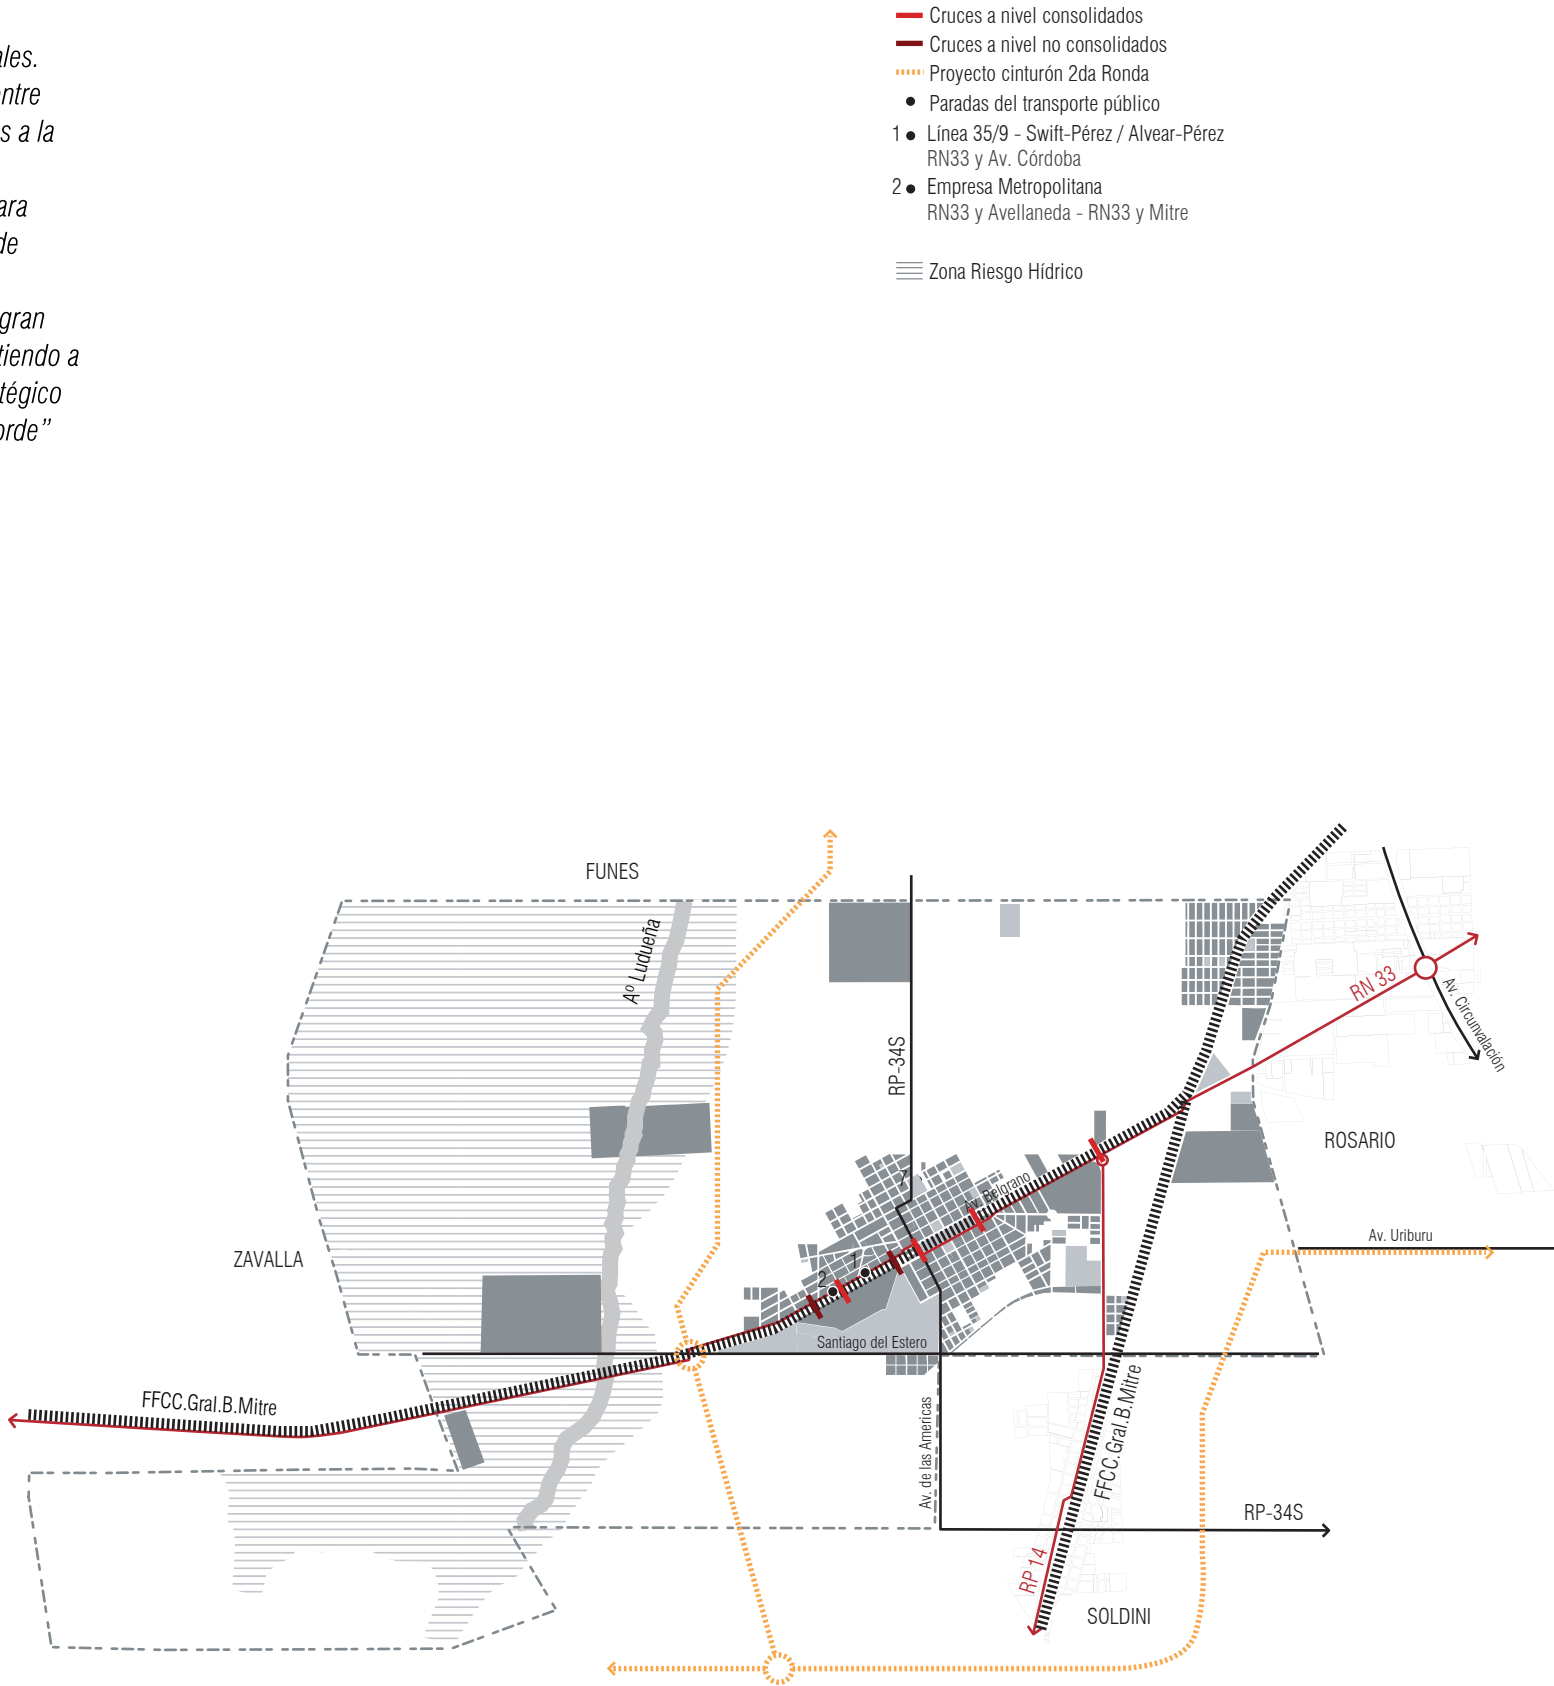 ales.
entre
s a la
ara
de
gran
tiendo a
tégico
orde”
Cruces a nivel consolidados
Cruces a nivel no consolidados
Proyecto cinturón 2da Ronda
Paradas del transporte público
1 Línea 35/9 - Swift-Pérez / Alvear-Pérez
RN33 y Av. Córdoba
2 Empresa Metropolitana
RN33 y Avellaneda - RN33 y Mitre
Zona Riesgo Hídrico
FUNES
Aº Ludueña
RN 33
Av. Circunvalación
RP-34S
ROSARIO
7
Av. Belgrano
Av. Uriburu
ZAVALLA
1
2
Santiago del Estero
FFCC.Gral.B.Mitre
FFCC.Gral.B.Mitre
Av. de las Americas
RP-34S
RP 14
SOLDINI